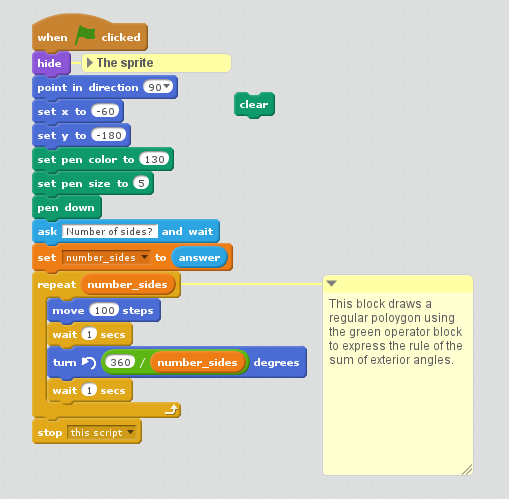 when clicked
hide
The sprite
point in direction 90
clear
set x to -60
set y to -180
set pen color to 130
set pen size to 5
pen down
ask Number of sides? and wait
set number_sides to answer
repeat number_sides
move 100 steps
wait 1 secs
turn 360 / number_sides degrees
wait 1 secs
stop this script
This block draws a
regular poloygon using
the green operator block
to express the rule of the
sum of exterior angles.